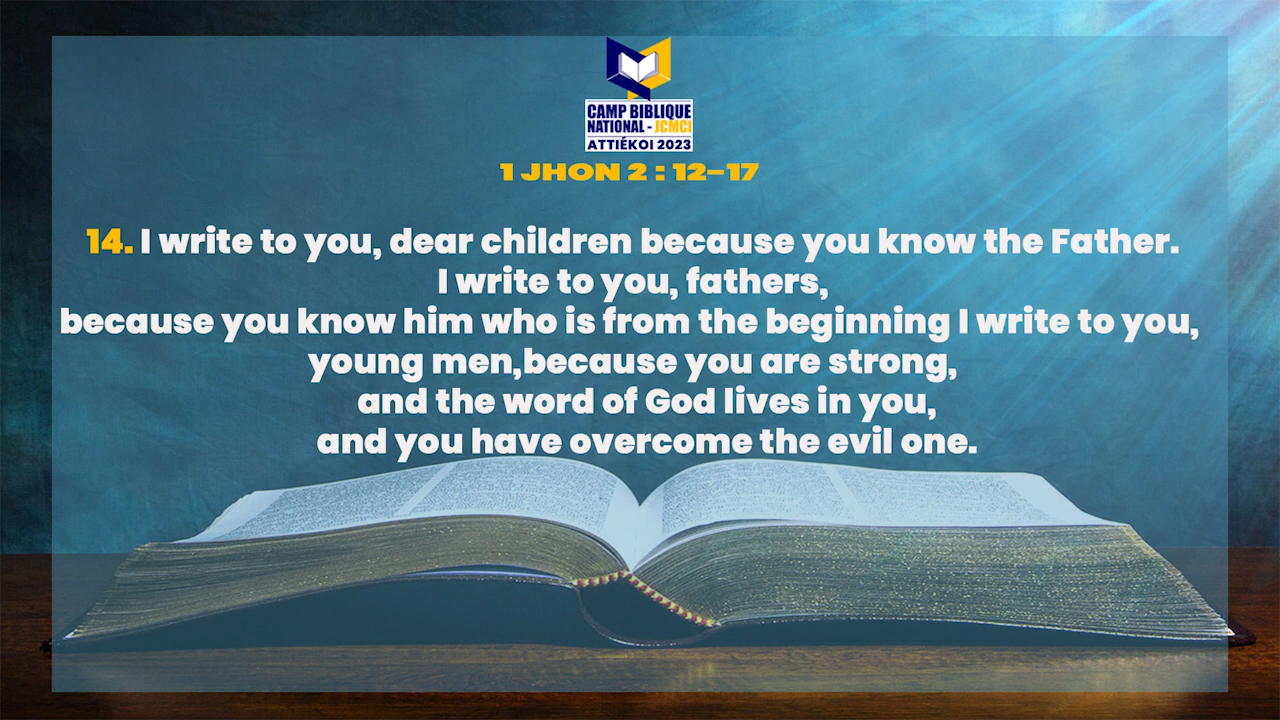 CAMP BIBLIQUE
NATIONAL - JCMCI
ATTIÉKOI 2023
1 JHON 2 : 12-17
14. I write to you, dear children because you know the Father.
I write to you, fathers,
because you know him who is from the beginning I write to you,
young men,because you are strong,
and the word of God lives in you,
and you have overcome the evil one.